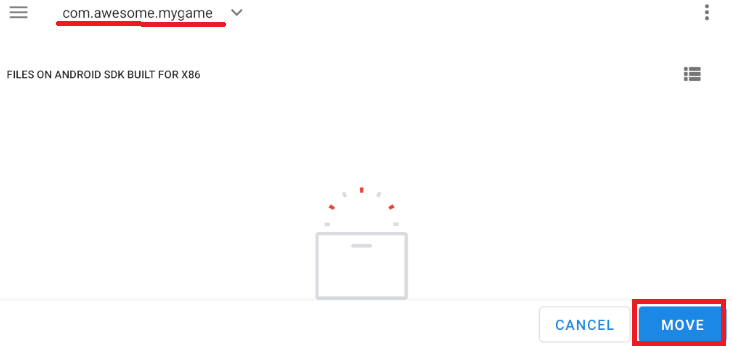 com.awesome.mygame
FILES ON ANDROID SDK BUILT FOR X86
CANCEL
MOVE